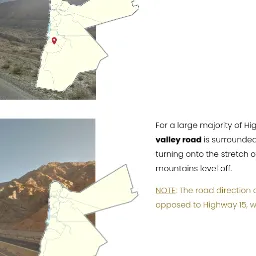 For a large majority of Hig
valley road is surrounded
turning onto the stretch o
mountains level off.
NOTE: The road direction
opposed to Highway 15, w